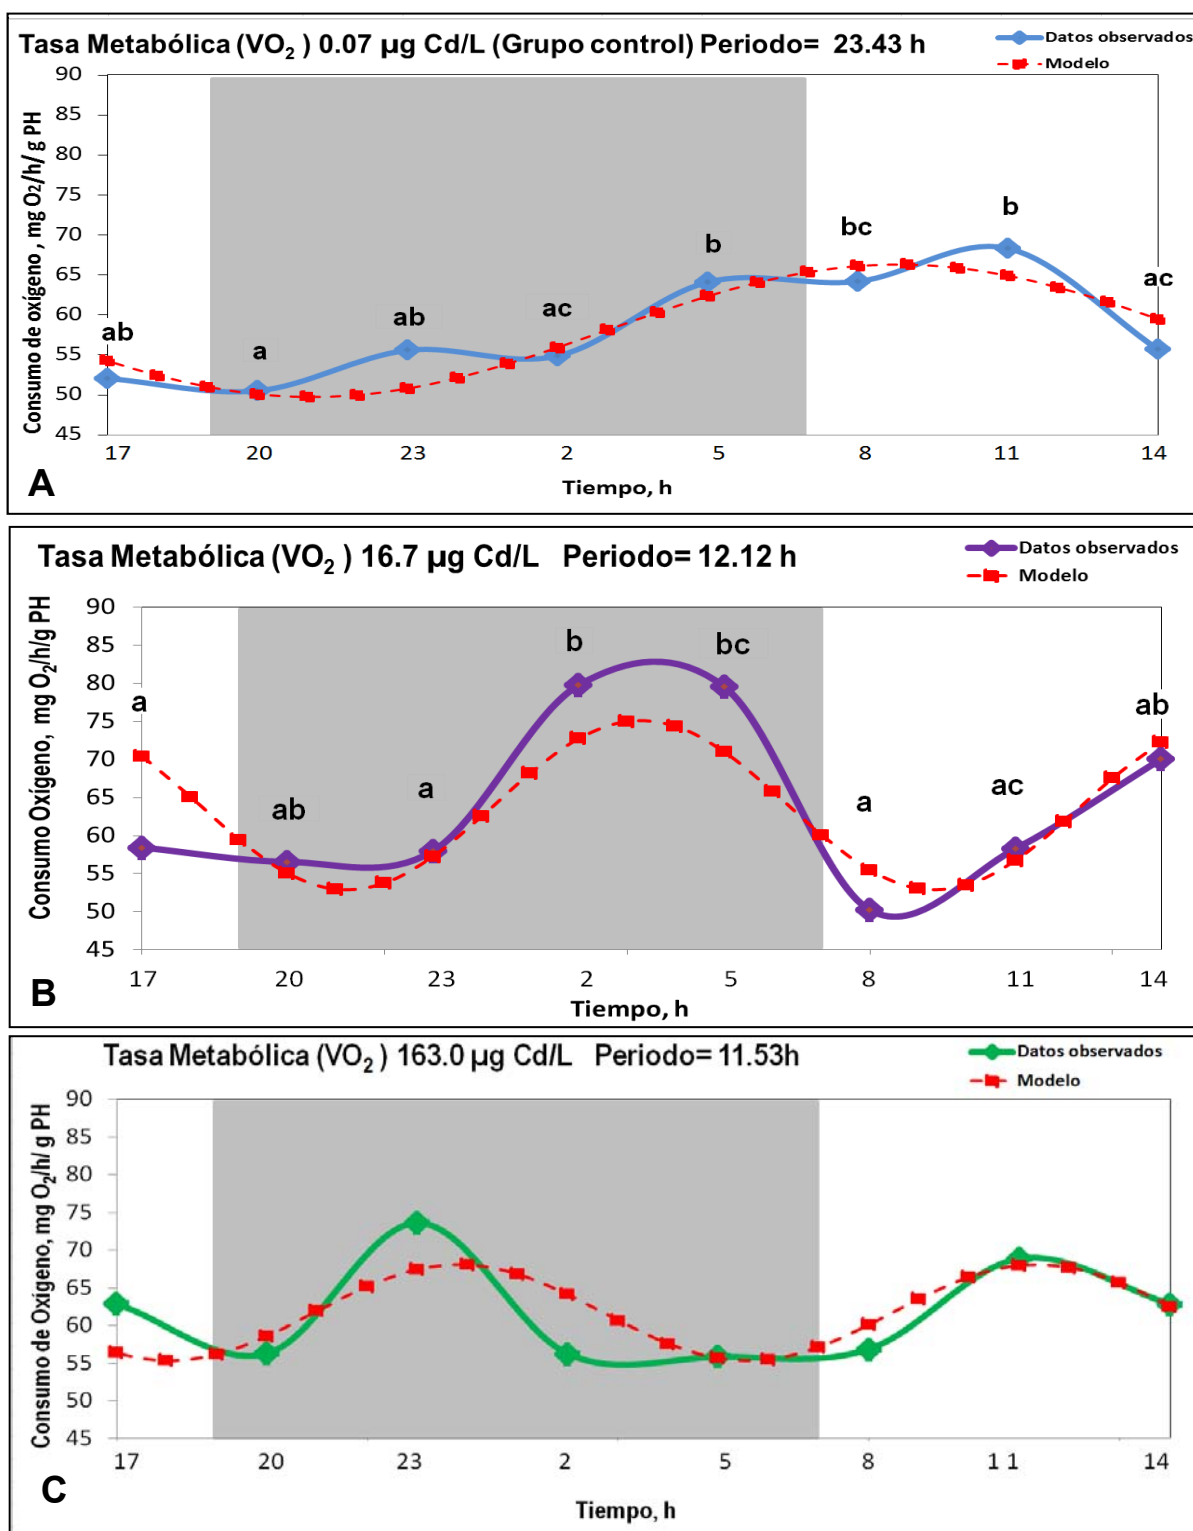 Tasa Metabólica (VO2 ) 0.07 µg Cd/L (Grupo control) Periodo= 23.43 h
Datos observados
Modelo
Consumo de oxígeno , mg O2/h/ g PH
90
85
80
75
70
65
60
55
50
45
ab
a
ab
ac
b
bc
b
ac
17 20 23 2 5 8 11 14
Tiempo, h
A
Tasa Metabólica (VO2 ) 16.7 µg Cd/L Periodo= 12.12 h
Datos observados
Modelo
Consumo Oxígeno, mg O2/h/g PH
90
85
80
75
70
65
60
55
50
45
a
ab
a
b
bc
a
ac
ab
17 20 23 2 5 8 11 14
Tiempo, h
B
Tasa Metabólica (VO2 ) 163.0 µg Cd/L Periodo= 11.53h
Datos observados
Modelo
Consumo de Oxígeno, mg O2/h/ g PH
90
85
80
75
70
65
60
55
50
45
17 20 23 2 5 8 1 1 14
Tiempo, h
C